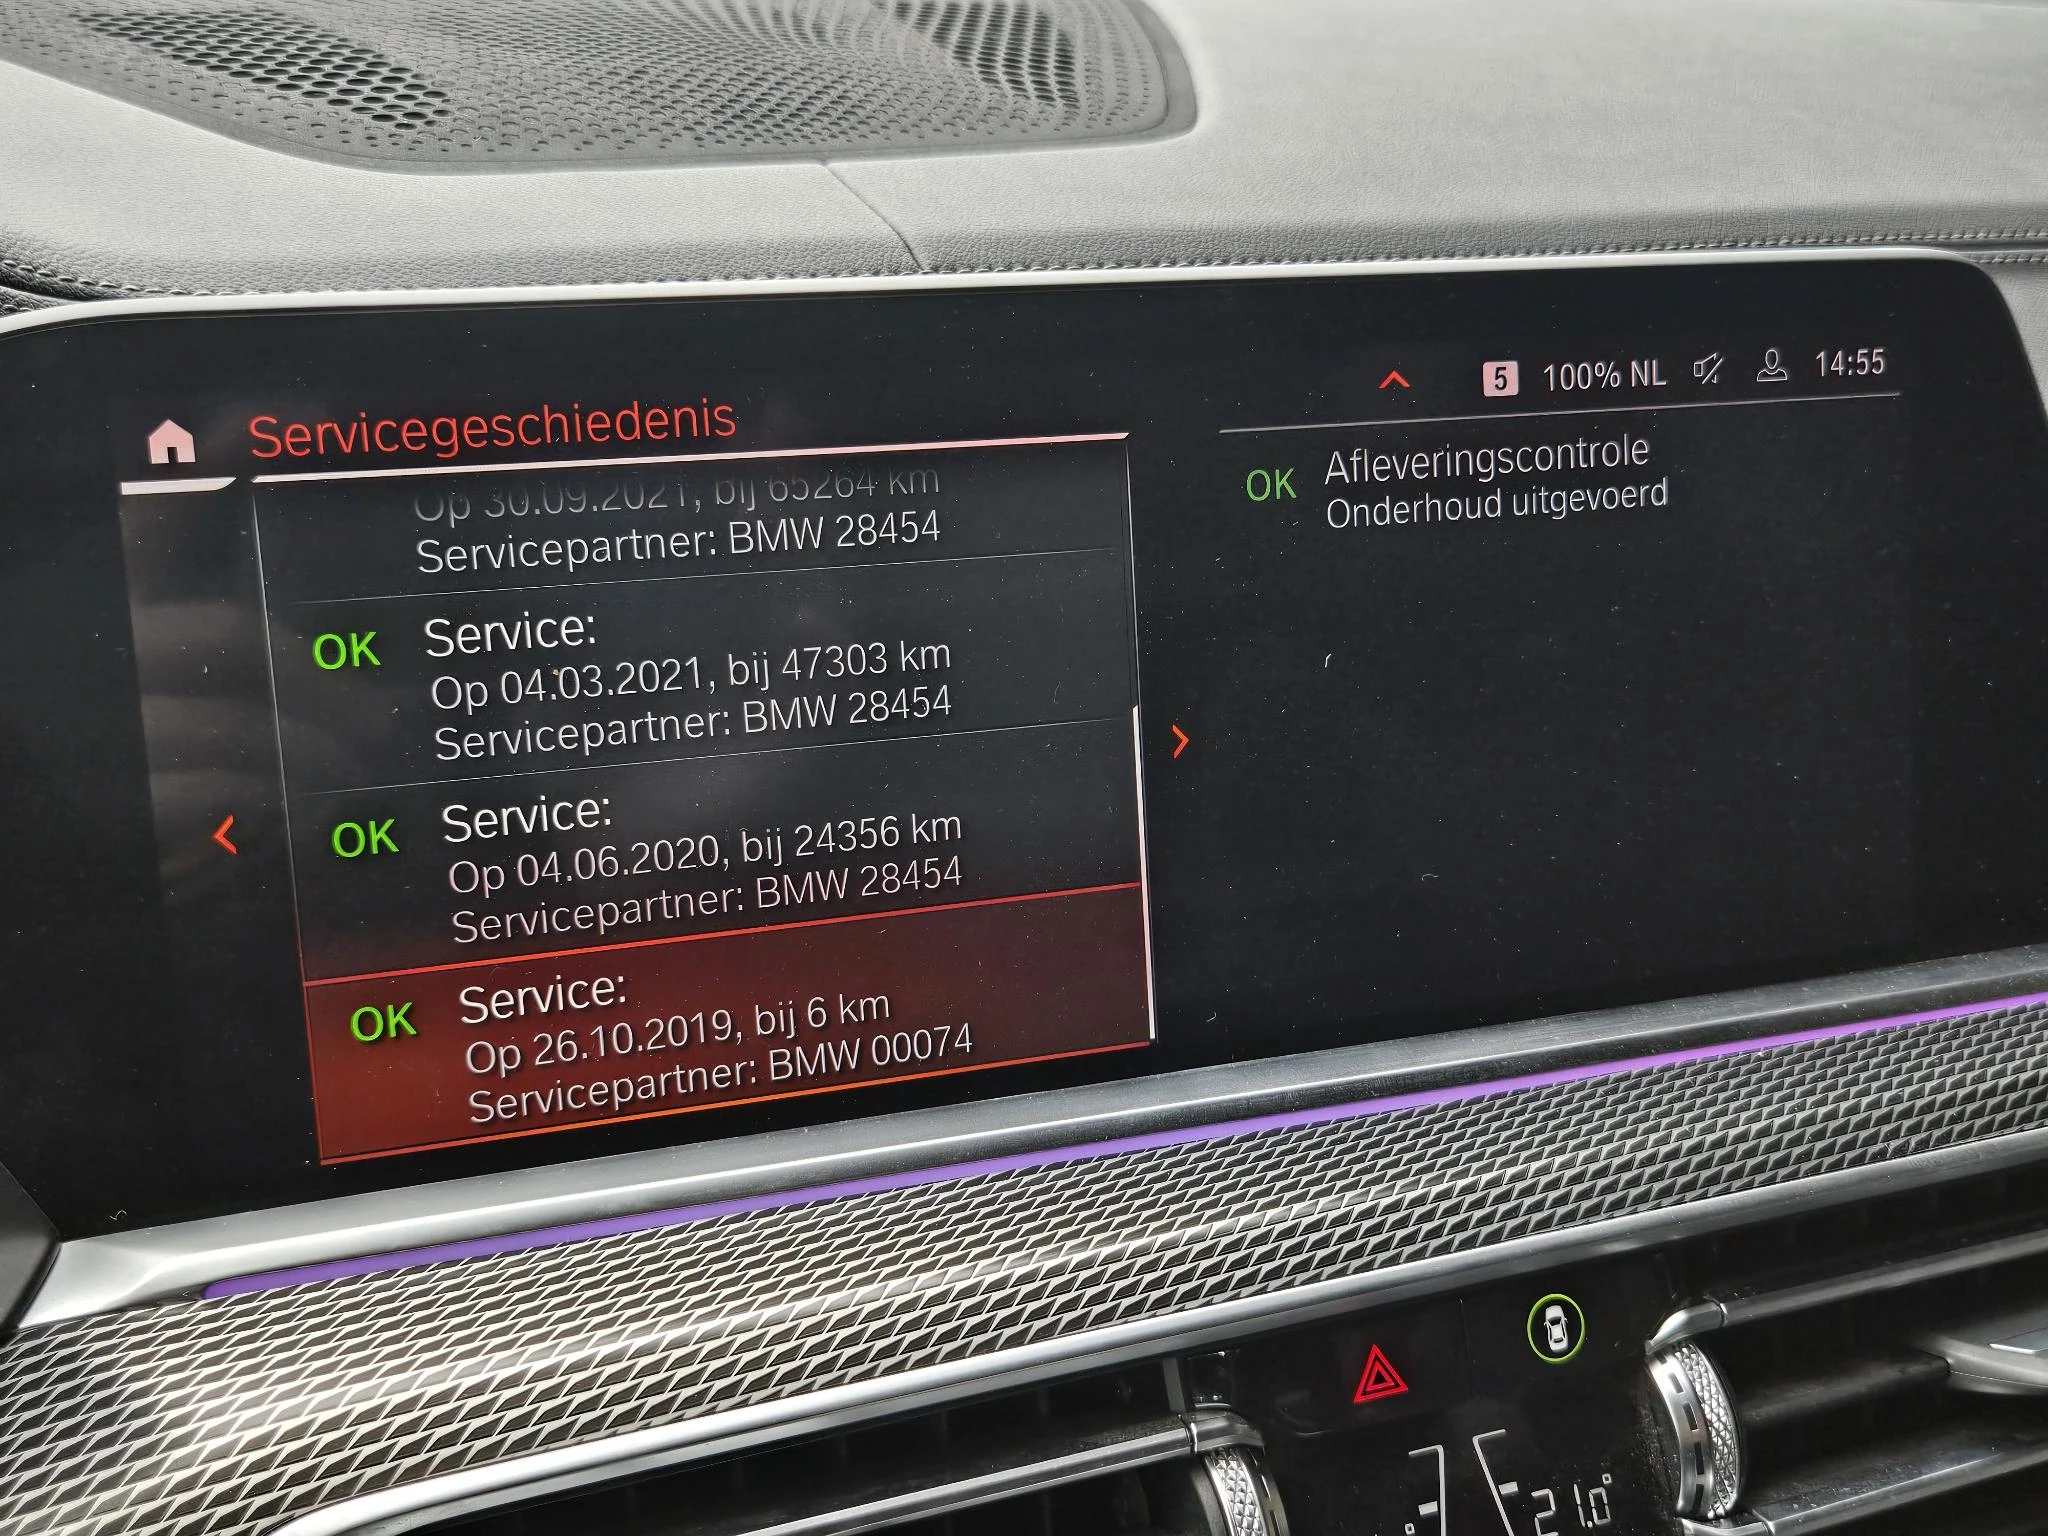 Servicegeschiedenis
5 100% NL 14:55
Op 30.09.2021, bij 65264 km
Servicepartner: BMW 28454
OK Service:
Op 04.03.2021, bij 47303 km
Servicepartner: BMW 28454
OK Service:
Op 04.06.2020, bij 24356 km
Servicepartner: BMW 28454
OK Service:
Op 26.10.2019, bij 6 km
Servicepartner: BMW 00074
OK Afleveringscontrole
Onderhoud uitgevoerd
21.0°